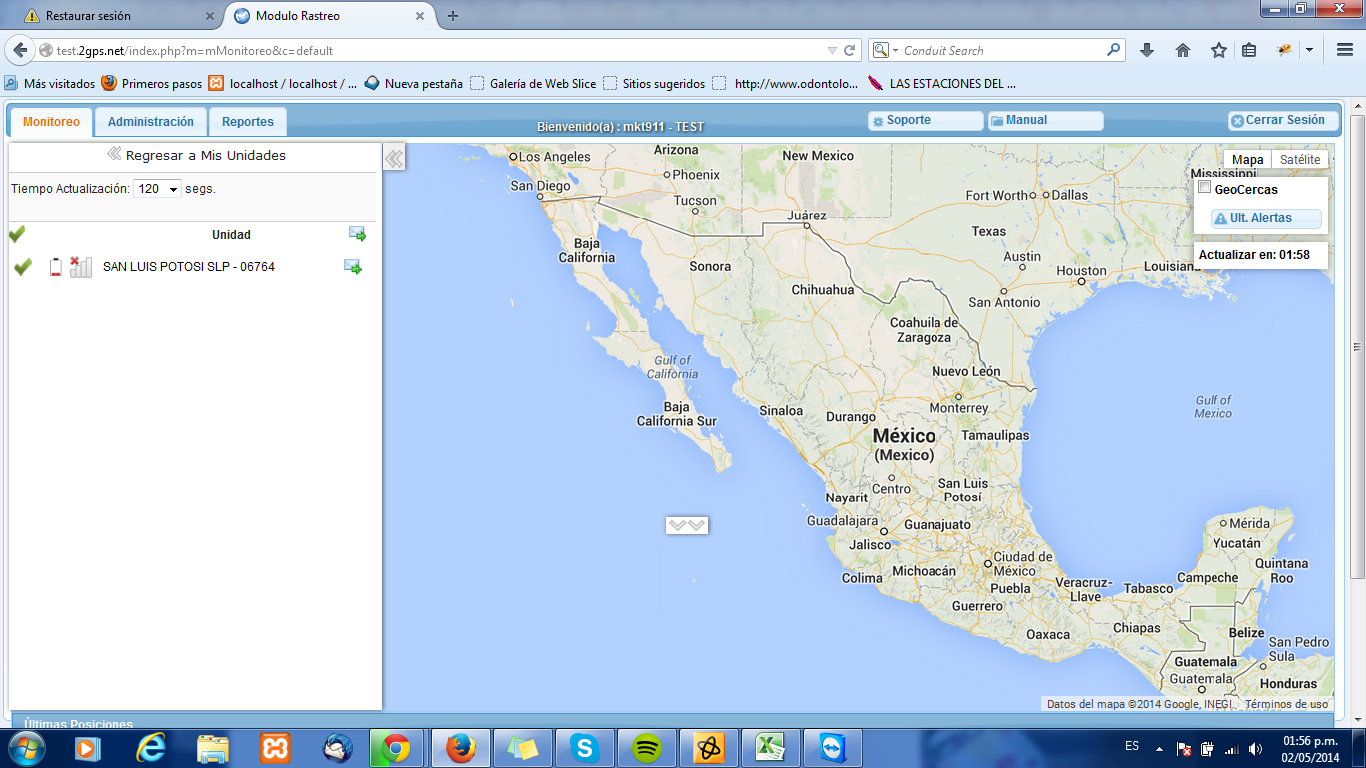 Restaurar sesión
Modulo Rastreo
test.2gps.net/index.php?m=mMonitoreo&c=default
Conduit Search
Más visitados
Primeros pasos
localhost / localhost / ...
Nueva pestaña
Galería de Web Slice
Sitios sugeridos
http://www.odontolo...
LAS ESTACIONES DEL ...
Monitoreo
Administración
Reportes
Bienvenido(a) : mkt911 - TEST
Soporte
Manual
Cerrar Sesión
Regresar a Mis Unidades
Tiempo Actualización: 120 segs.
Unidad
SAN LUIS POTOSI SLP - 06764
Mapa
Satélite
GeoCercas
Ult. Alertas
Actualizar en: 01:58
Los Angeles
San Diego
Arizona
Phoenix
Tucson
New Mexico
Juárez
Fort Worth
Dallas
Mississippi
Texas
Austin
Houston
San Antonio
Louisiana
Baja
California
Sonora
Chihuahua
Coahuila de
Zaragoza
Gulf of
California
Nuevo León
Monterrey
Baja
California Sur
Sinaloa
Durango
México
(Mexico)
Tamaulipas
Gulf of
Mexico
Centro
San Luis
Potosí
Nayarit
Guadalajara
Guanajuato
Jalisco
Colima
Michoacán
Ciudad de
México
Puebla
Guerrero
Veracruz-
Llave
Oaxaca
Tabasco
Chiapas
Mérida
Yucatán
Campeche
Quintana
Roo
Belize
San Pedro
Sula
Guatemala
Guatemala
Honduras
Datos del mapa ©2014 Google, INEGI
Términos de uso
Últimas Posiciones
ES
01:56 p.m.
02/05/2014